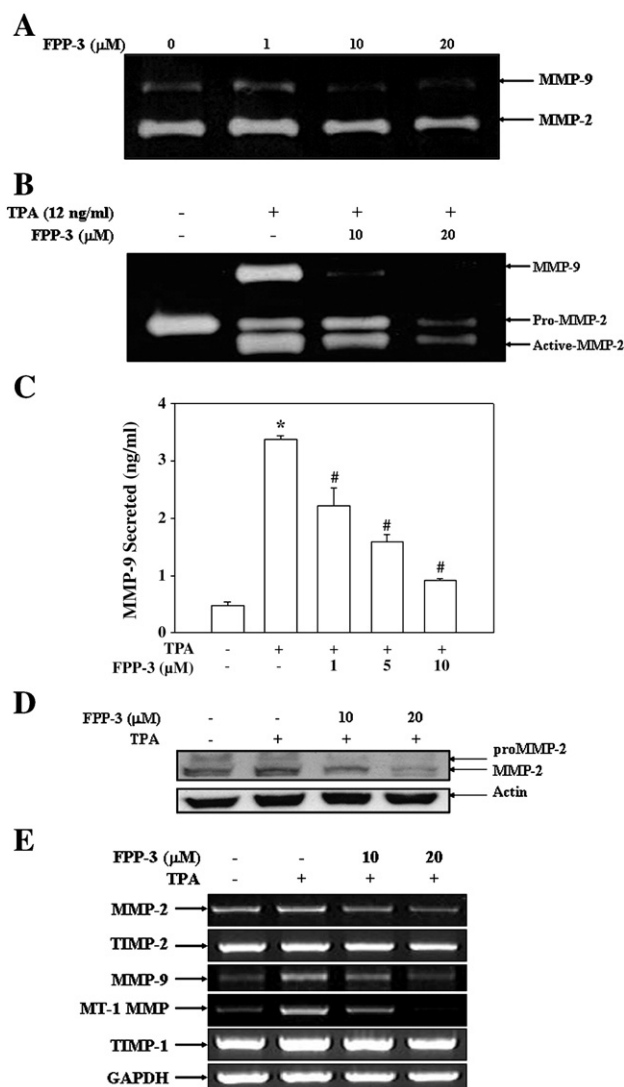 A
FPP-3 (µM) 0 1 10 20
MMP-9
MMP-2
B
TPA (12 ng/ml) - + + +
FPP-3 (µM) - - 10 20
MMP-9
Pro-MMP-2
Active-MMP-2
C
MMP-9 Secreted (ng/ml)
4
3
2
1
0
* # # #
TPA - + + + +
FPP-3 (µM) - - 1 5 10
D
FPP-3 (µM) - - 10 20
TPA - + + +
proMMP-2
MMP-2
Actin
E
FPP-3 (µM) - - 10 20
TPA - + + +
MMP-2
TIMP-2
MMP-9
MT-1 MMP
TIMP-1
GAPDH